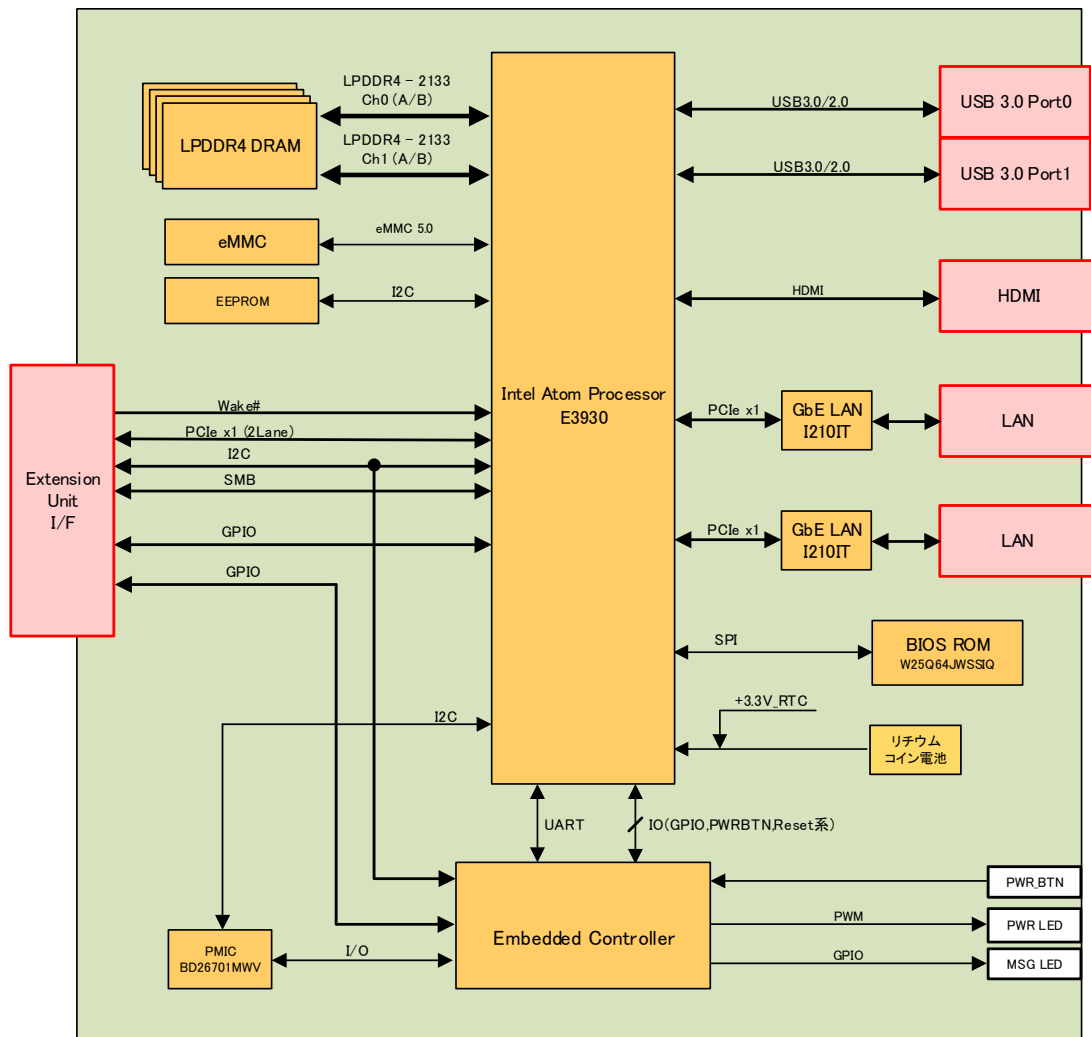 LPDDR4 - 2133
Ch0 (A/B)
LPDDR4 - 2133
Ch1 (A/B)
LPDDR4 DRAM
eMMC
eMMC 5.0
EEPROM
I2C
Extension
Unit
I/F
Wake#
PCIe x1 (2Lane)
I2C
SMB
GPIO
GPIO
Intel Atom Processor
E3930
USB3.0/2.0
USB 3.0 Port0
USB3.0/2.0
USB 3.0 Port1
HDMI
HDMI
PCIe x1
GbE LAN
I210IT
LAN
PCIe x1
GbE LAN
I210IT
LAN
SPI
BIOS ROM
W25Q64JWSSIQ
+3.3V_RTC
リチウム
コイン電池
I2C
UART
IO(GPIO,PWRBTN,Reset系)
Embedded Controller
PMIC
BD26701MWV
I/O
PWR_BTN
PWM
PWR LED
GPIO
MSG LED